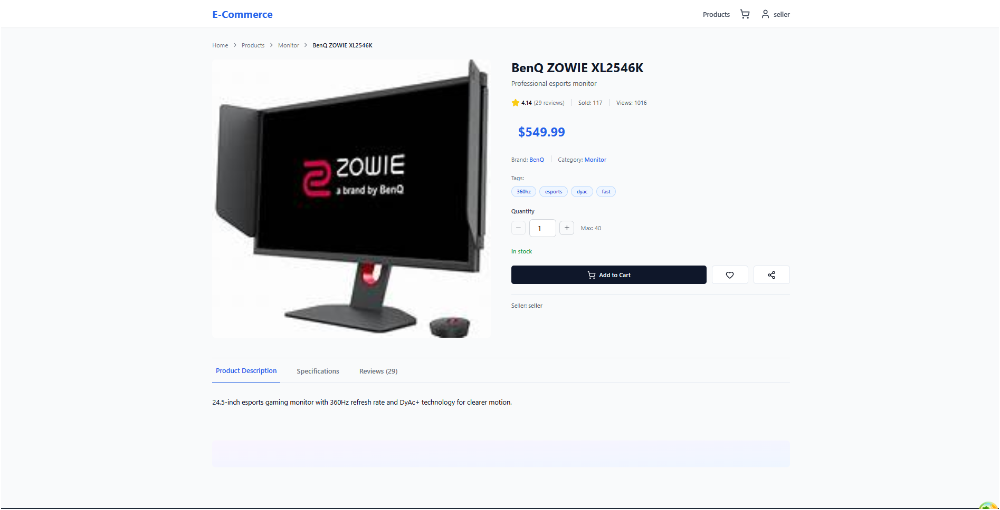 E-Commerce
Products
seller
Home > Products > Monitor > BenQ ZOWIE XL2546K
ZOWIE
a brand by BenQ
BenQ ZOWIE XL2546K
Professional esports monitor
4.14 (29 reviews) Sold: 117 Views: 1016
$549.99
Brand: BenQ Category: Monitor
Tags:
360hz esports dyac fast
Quantity
− 1 + Max: 40
In stock
Add to Cart
Seller: seller
Product Description Specifications Reviews (29)
24.5-inch esports gaming monitor with 360Hz refresh rate and DyAc+ technology for clearer motion.